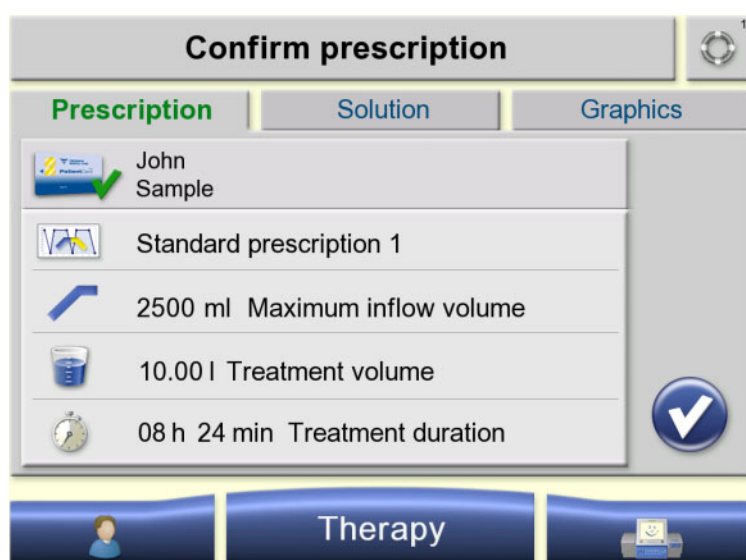 Confirm prescription
1
Prescription
Solution
Graphics
John
Sample
Standard prescription 1
2500 ml Maximum inflow volume
10.00 l Treatment volume
08 h 24 min Treatment duration
Therapy